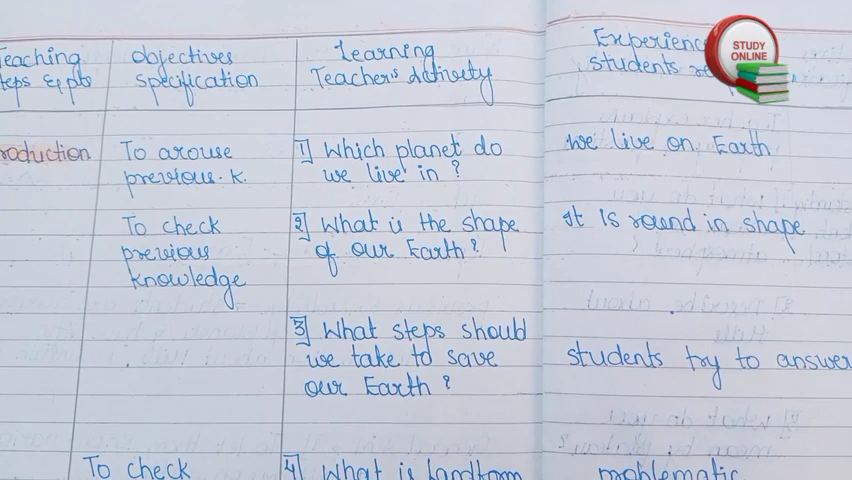 Teaching
steps & pts
objectives
specification
Learning
Teacher's Activity
Experience
students
STUDY
ONLINE
roduction
To arouse
previous.k.
1] Which planet do
we live in ?
We live on Earth
To check
previous
knowledge
2] What is the shape
of our Earth ?
It Is round in shape
3] What steps should
we take to save
our Earth ?
students try to answer
To check
4] What is landform
problematic